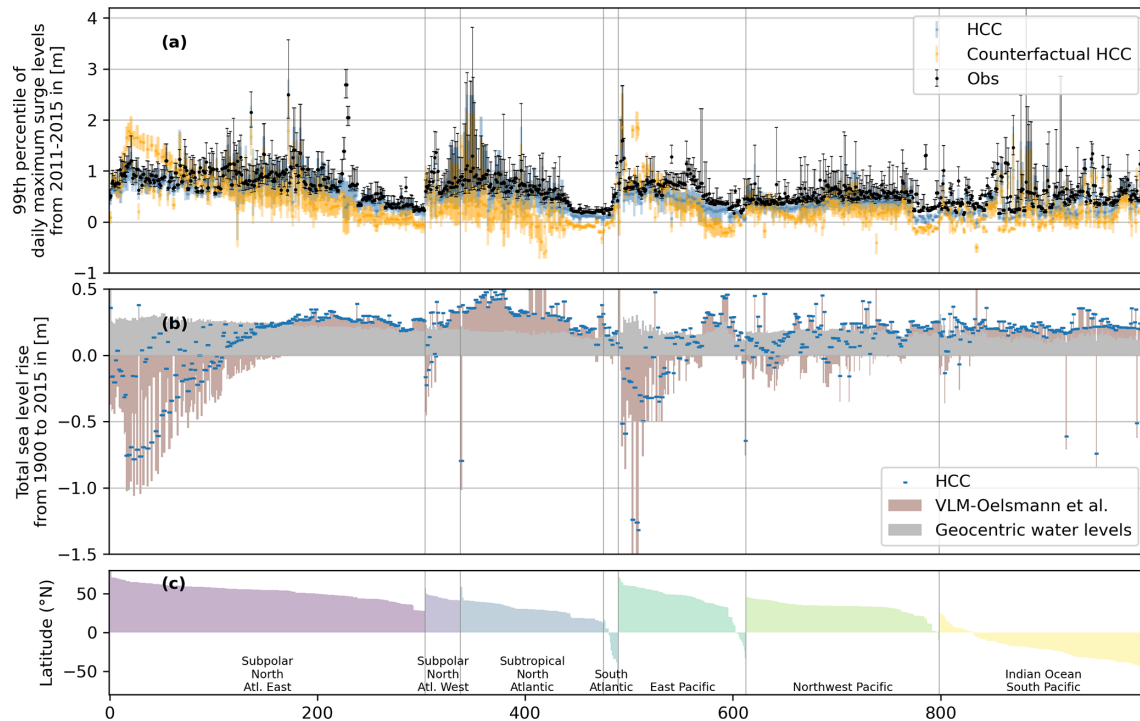 99th percentile of
daily maximum surge levels
from 2011-2015 in [m]
4
3
2
1
0
−1
(a)
HCC
Counterfactual HCC
Obs
Total sea level rise
from 1900 to 2015 in [m]
0.5
0.0
−0.5
−1.0
−1.5
(b)
HCC
VLM-Oelsmann et al.
Geocentric water levels
Latitude (°N)
50
0
−50
(c)
Subpolar
North
Atl. East
Subpolar
North
Atl. West
Subtropical
North
Atlantic
South
Atlantic
East Pacific
Northwest Pacific
Indian Ocean
South Pacific
0
200
400
600
800